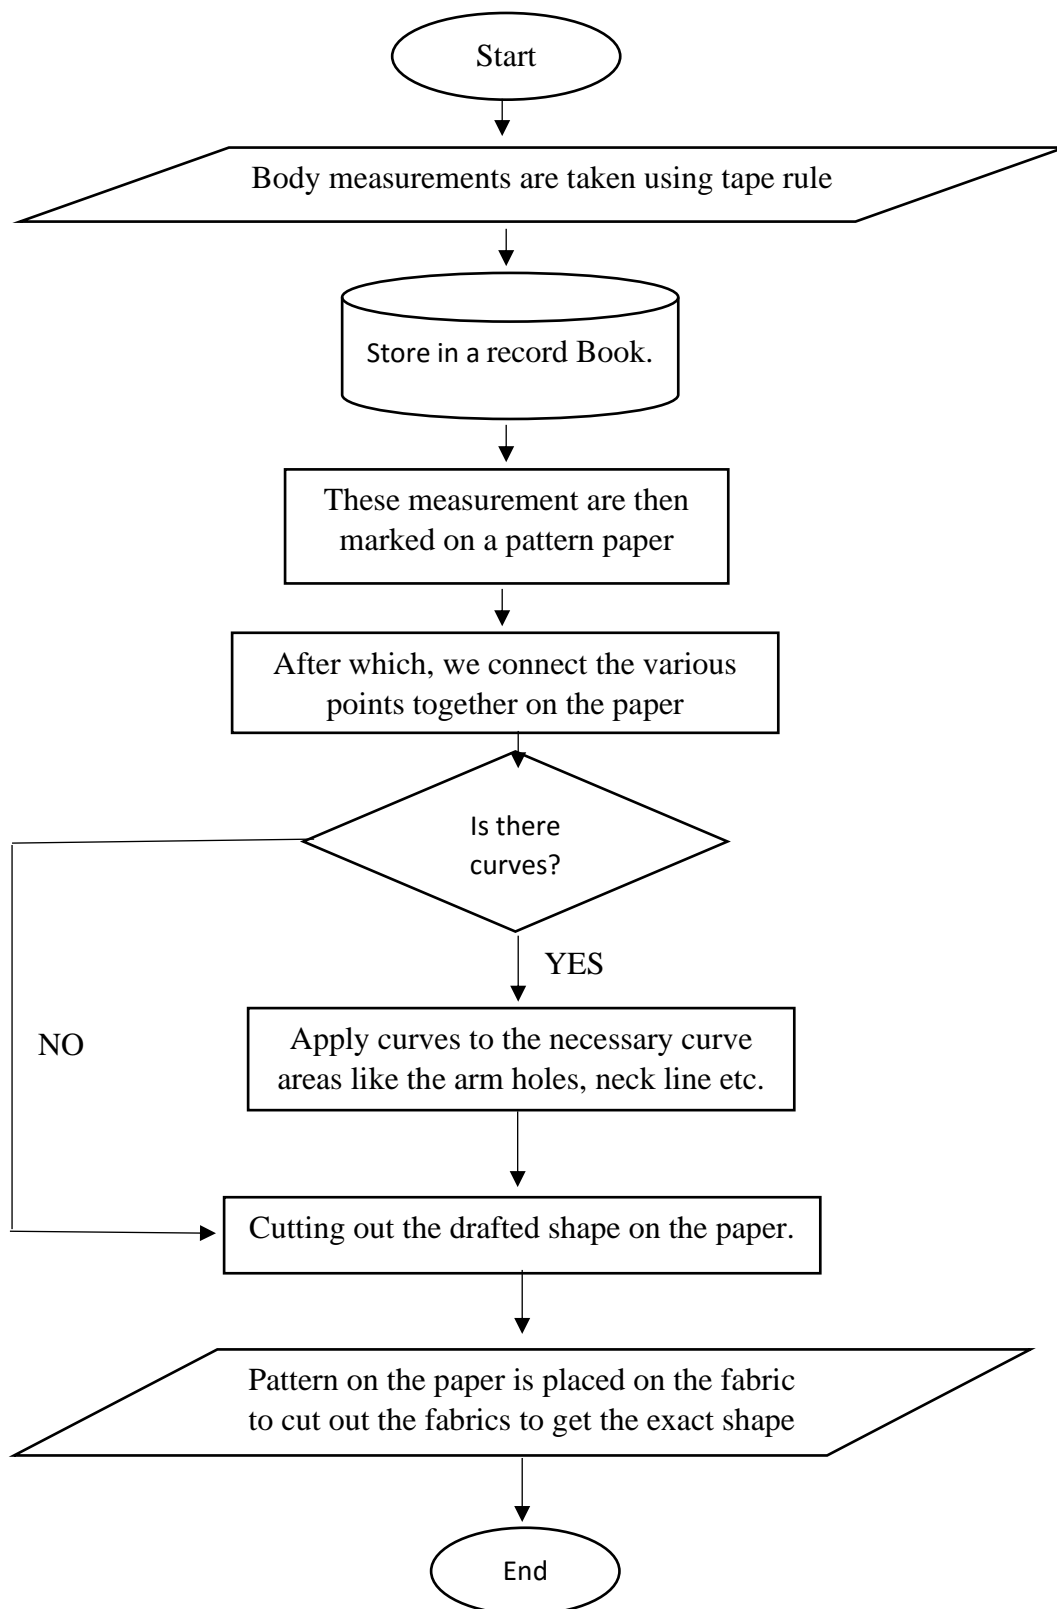 Start
Body measurements are taken using tape rule
Store in a record Book.
These measurement are then
marked on a pattern paper
After which, we connect the various
points together on the paper
Is there
curves?
YES
NO
Apply curves to the necessary curve
areas like the arm holes, neck line etc.
Cutting out the drafted shape on the paper.
Pattern on the paper is placed on the fabric
to cut out the fabrics to get the exact shape
End